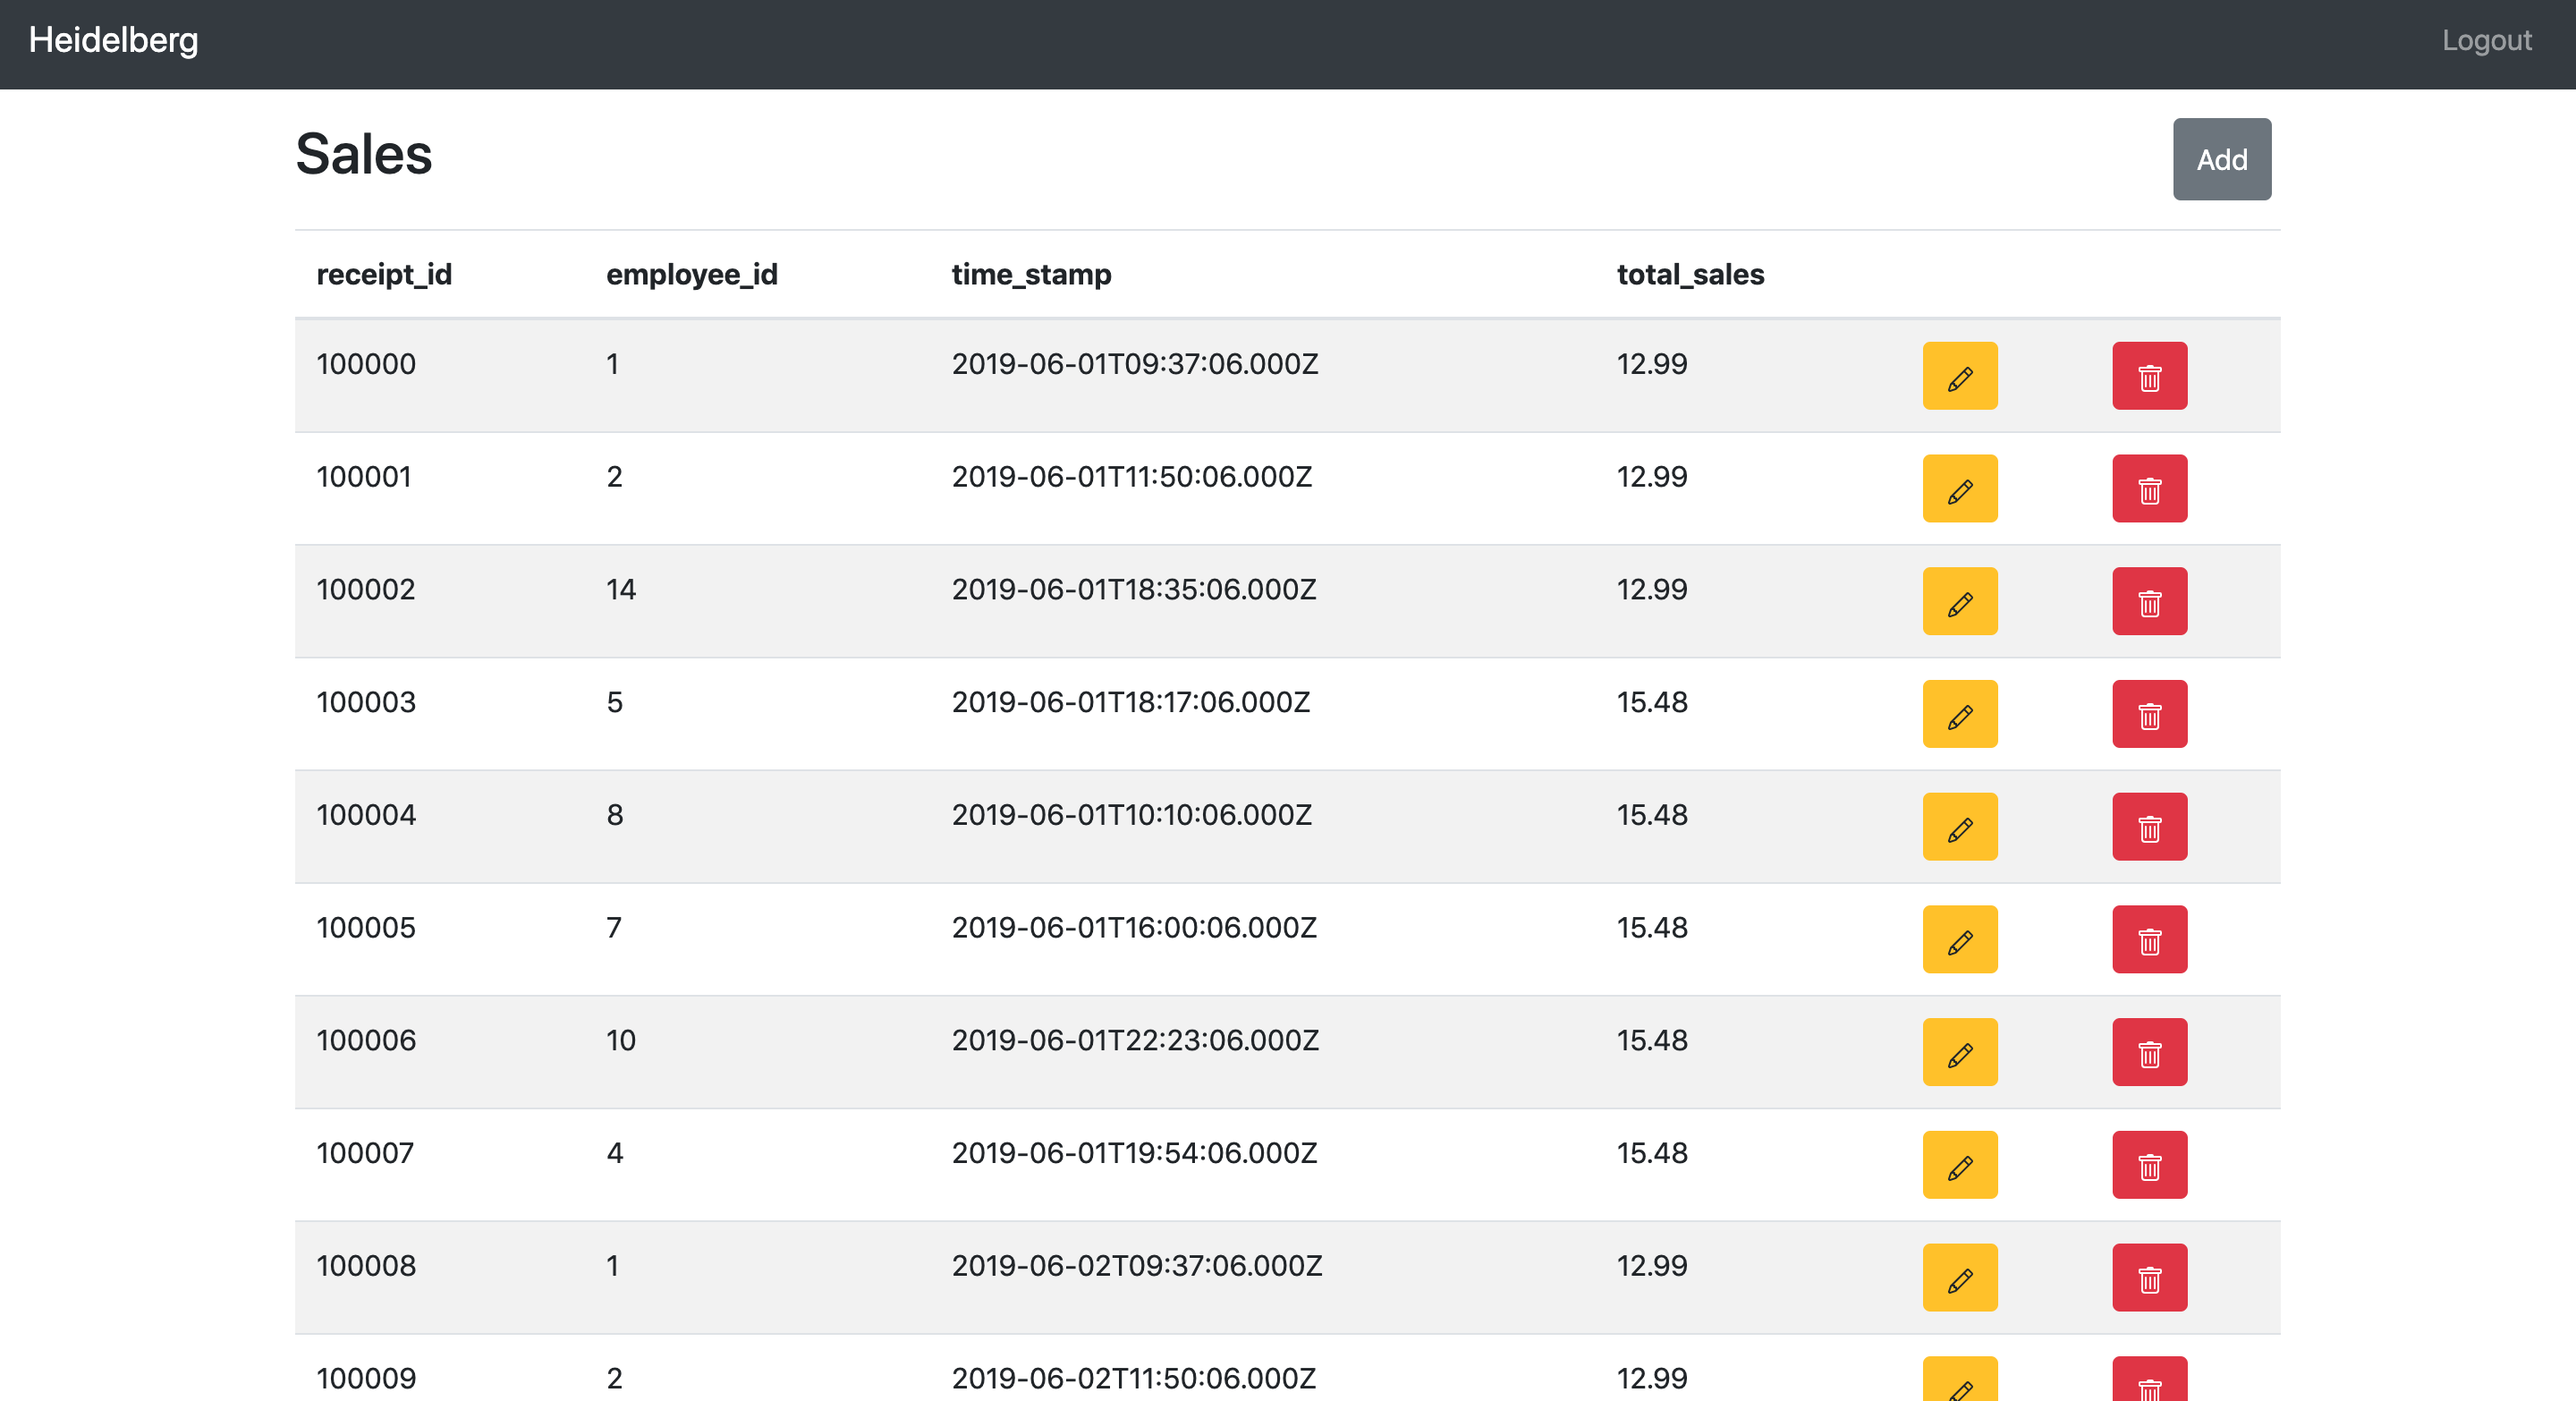 Heidelberg Logout
Sales Add
receipt_id employee_id time_stamp total_sales
100000 1 2019-06-01T09:37:06.000Z 12.99
100001 2 2019-06-01T11:50:06.000Z 12.99
100002 14 2019-06-01T18:35:06.000Z 12.99
100003 5 2019-06-01T18:17:06.000Z 15.48
100004 8 2019-06-01T10:10:06.000Z 15.48
100005 7 2019-06-01T16:00:06.000Z 15.48
100006 10 2019-06-01T22:23:06.000Z 15.48
100007 4 2019-06-01T19:54:06.000Z 15.48
100008 1 2019-06-02T09:37:06.000Z 12.99
100009 2 2019-06-02T11:50:06.000Z 12.99